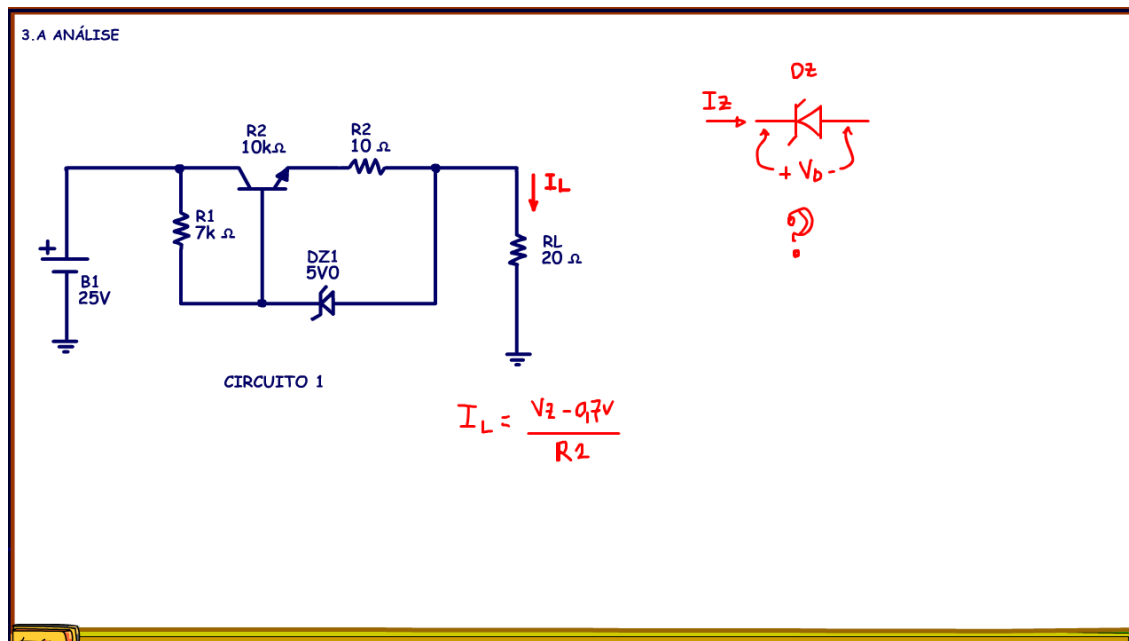 3.A ANÁLISE
DZ
IZ
+ VD -
?
R2
10kΩ
R2
10 Ω
IL
R1
7k Ω
RL
20 Ω
DZ1
5V0
+
B1
25V
CIRCUITO 1
IL = VZ - 0,7V
R2